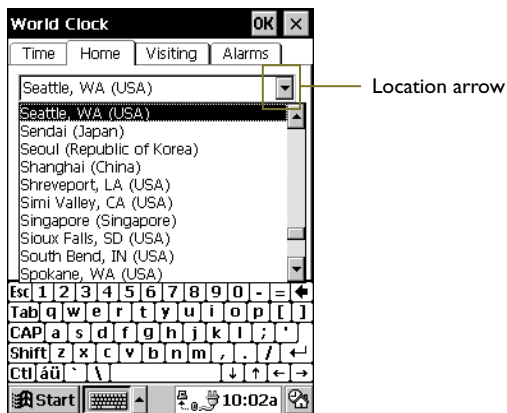 World Clock OK ×
Time Home Visiting Alarms
Seattle, WA (USA)
Location arrow
Seattle, WA (USA)
Sendai (Japan)
Seoul (Republic of Korea)
Shanghai (China)
Shreveport, LA (USA)
Simi Valley, CA (USA)
Singapore (Singapore)
Sioux Falls, SD (USA)
South Bend, IN (USA)
Spokane, WA (USA)
Esc 1 2 3 4 5 6 7 8 9 0 - =
Tab q w e r t y u i o p [ ]
CAP a s d f g h j k l ; '
Shift z x c v b n m , . /
Ctl áü ` \ ↓ ↑ ← →
Start 10:02a